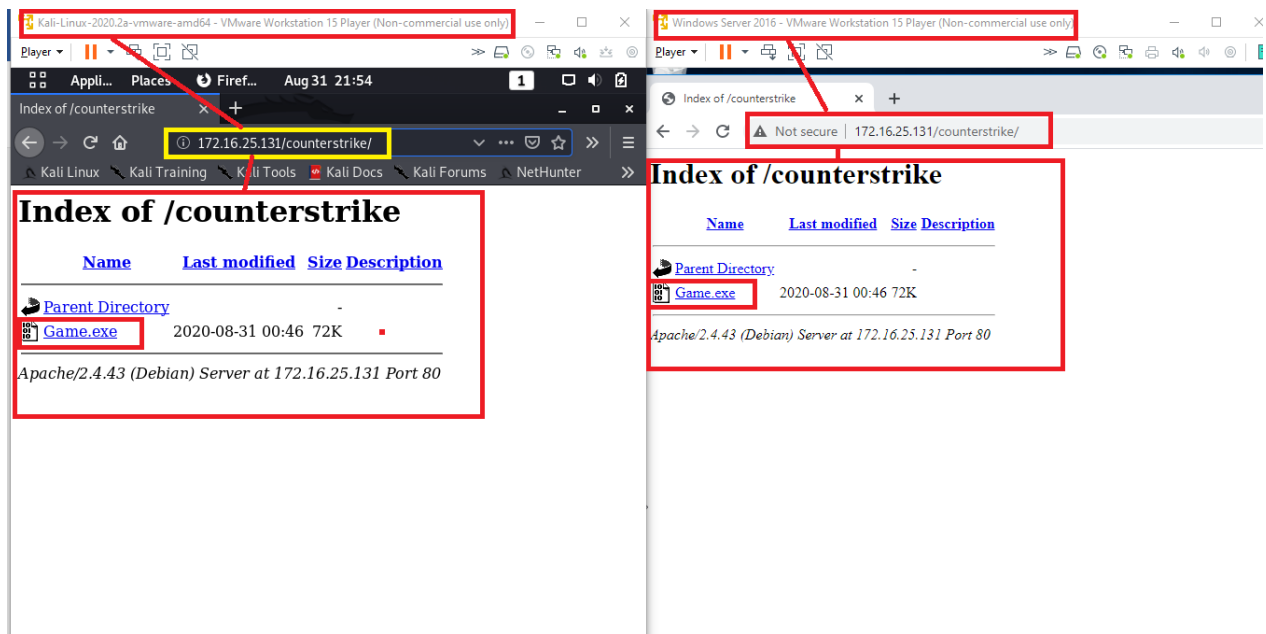 Kali-Linux-2020.2a-vmware-amd64 - VMware Workstation 15 Player (Non-commercial use only)
Player
Appli... Places Firef... Aug 31 21:54 1
Index of /counterstrike
172.16.25.131/counterstrike/
Kali Linux Kali Training Kali Tools Kali Docs Kali Forums NetHunter
Index of /counterstrike
Name Last modified Size Description
Parent Directory -
Game.exe 2020-08-31 00:46 72K
Apache/2.4.43 (Debian) Server at 172.16.25.131 Port 80
Windows Server 2016 - VMware Workstation 15 Player (Non-commercial use only)
Player
Index of /counterstrike
Not secure 172.16.25.131/counterstrike/
Index of /counterstrike
Name Last modified Size Description
Parent Directory -
Game.exe 2020-08-31 00:46 72K
Apache/2.4.43 (Debian) Server at 172.16.25.131 Port 80